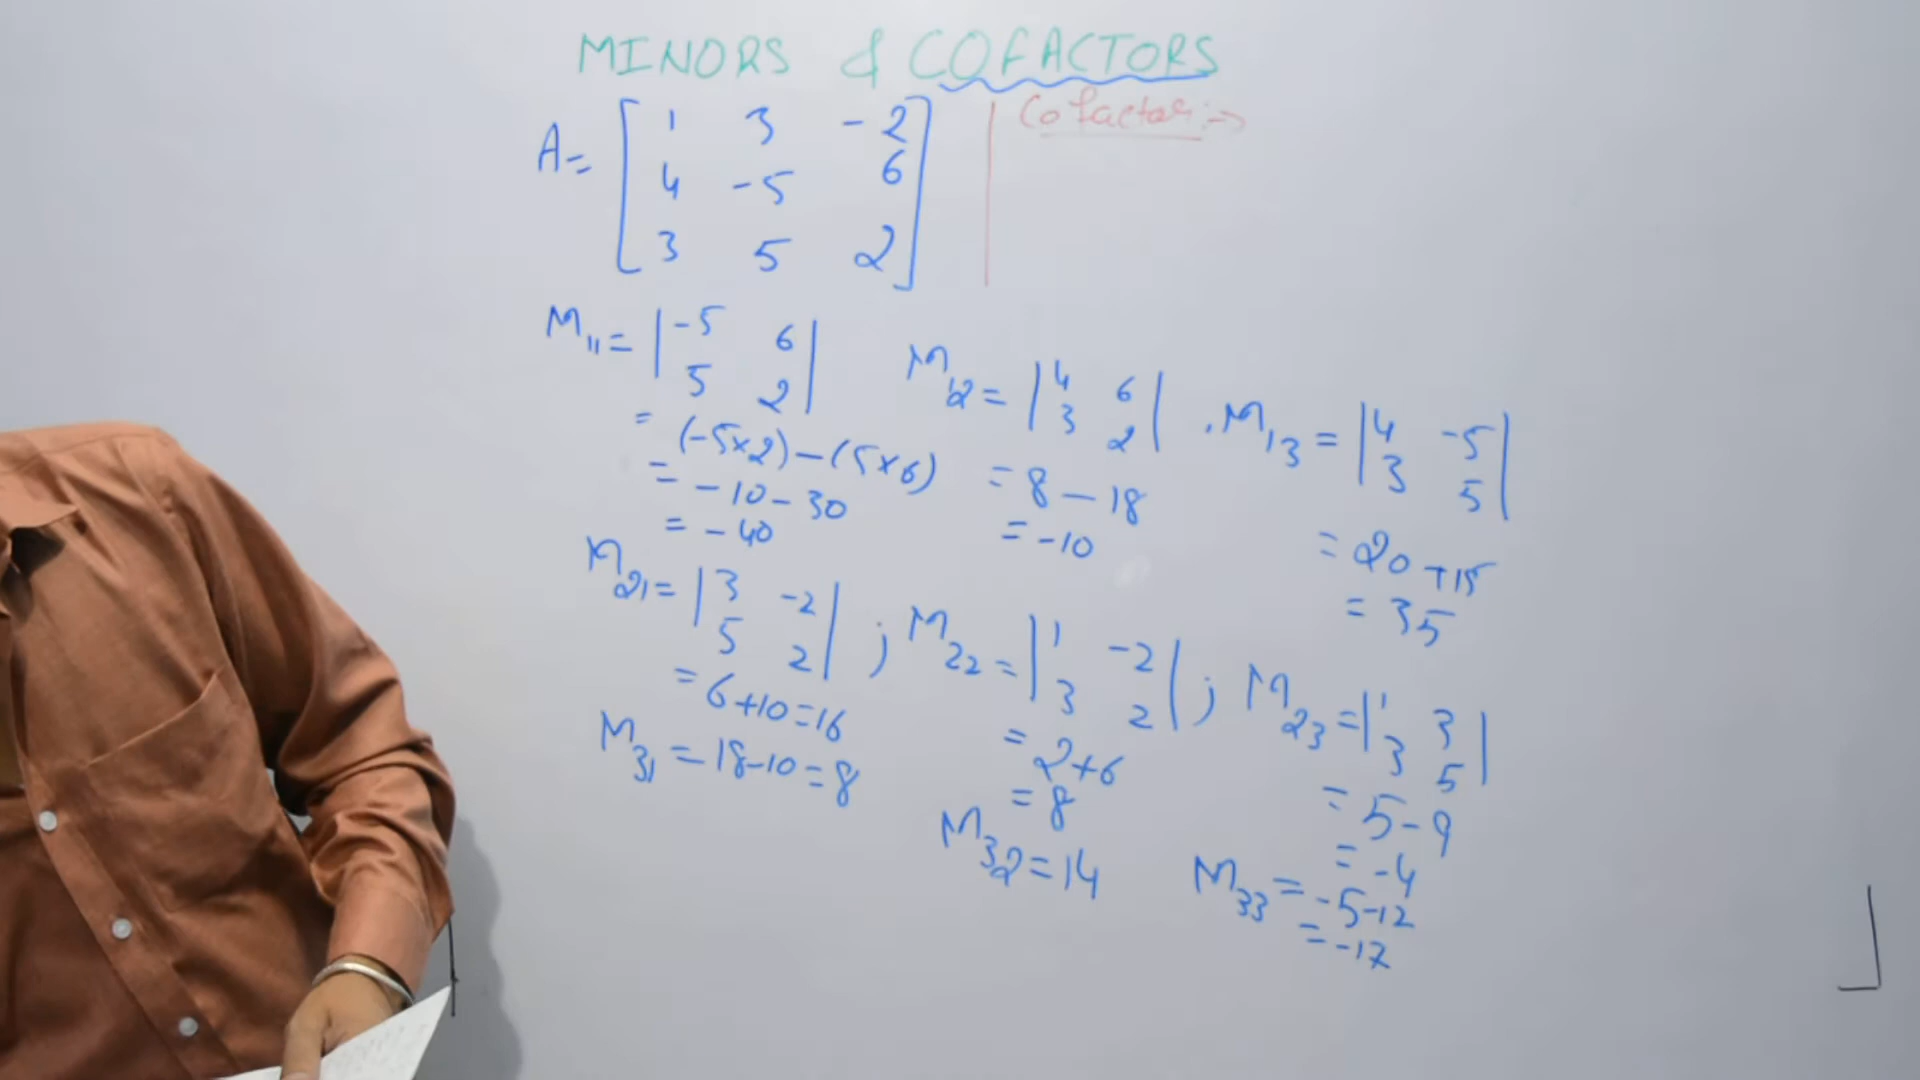 MINORS & COFACTORS
Cofactor :→
A = [ 1 3 -2
4 -5 6
3 5 2 ]
M11 = | -5 6
5 2 |
= (-5×2) - (5×6)
= -10 - 30
= -40
M12 = | 4 6
3 2 |
= 8 - 18
= -10
, M13 = | 4 -5
3 5 |
= 20 + 15
= 35
M21 = | 3 -2
5 2 |
= 6+10 = 16
; M22 = | 1 -2
3 2 |
= 2+6
= 8
; M23 = | 1 3
3 5 |
= 5-9
= -4
M31 = 18-10 = 8
M32 = 14
M33 = -5-12
= -17